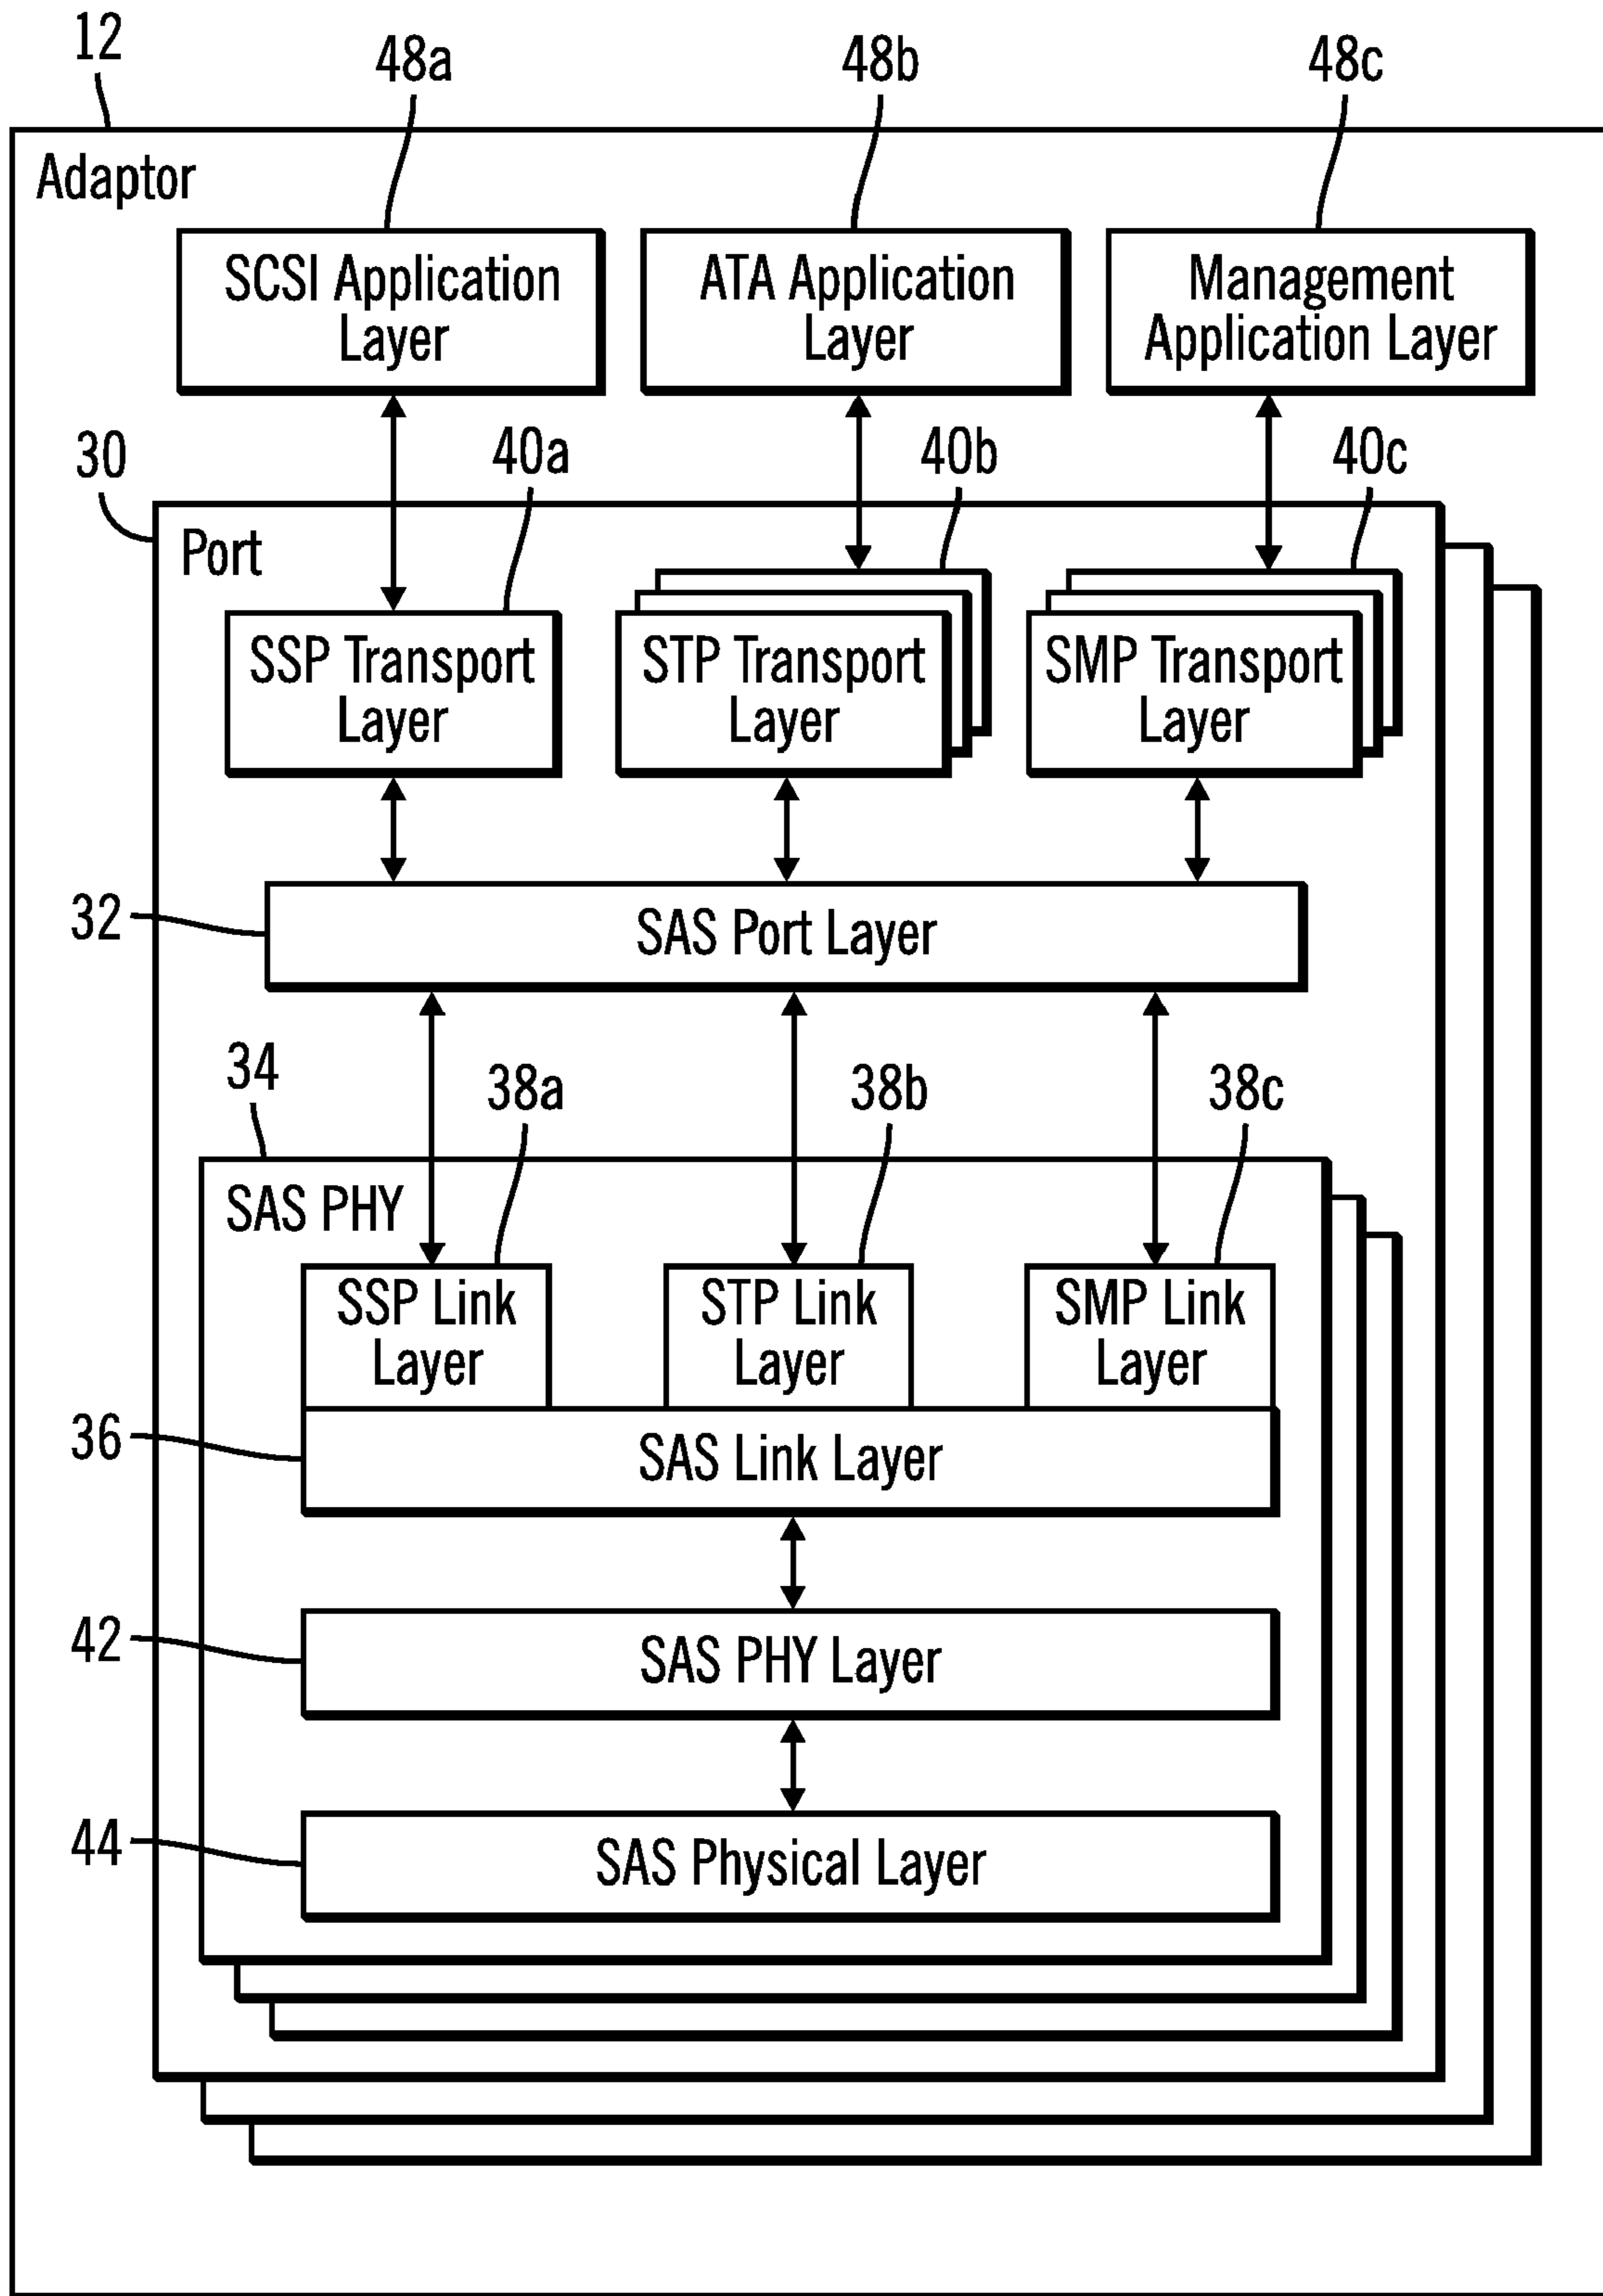 12
48a
48b
48c
Adaptor
SCSI Application
Layer
ATA Application
Layer
Management
Application Layer
30
40a
40b
40c
Port
SSP Transport
Layer
STP Transport
Layer
SMP Transport
Layer
32
SAS Port Layer
34
38a
38b
38c
SAS PHY
SSP Link
Layer
STP Link
Layer
SMP Link
Layer
36
SAS Link Layer
42
SAS PHY Layer
44
SAS Physical Layer